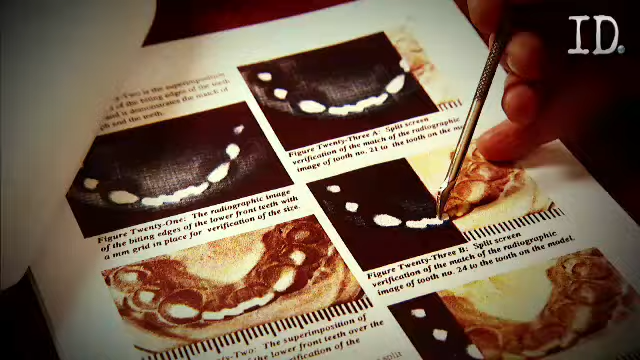 ID.
-Two is the superimposition
of the biting edges of the teeth
and is demonstrates the match of
and the teeth.
Figure Twenty-One: The radiographic image
of the biting edges of the lower front teeth with
a mm grid in place for verification of the size.
-Two: The superimposition of
the lower front teeth over the
verification of the
Figure Twenty-Three A: Split screen
verification of the match of the radiographic
image of tooth no. 21 to the tooth on the
Figure Twenty-Three B: Split screen
verification of the match of the radiographic
image of tooth no. 24 to the tooth on the model.
split